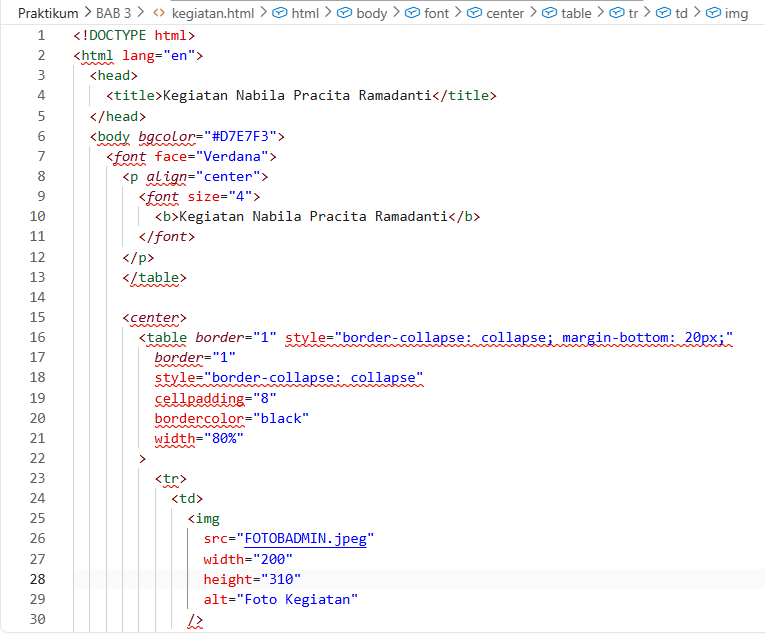 Praktikum > BAB 3 > <> kegiatan.html > html > body > font > center > table > tr > td > img
1 <!DOCTYPE html>
2 <html lang="en">
3 <head>
4 <title>Kegiatan Nabila Pracita Ramadanti</title>
5 </head>
6 <body bgcolor="#D7E7F3">
7 <font face="Verdana">
8 <p align="center">
9 <font size="4">
10 <b>Kegiatan Nabila Pracita Ramadanti</b>
11 </font>
12 </p>
13 </table>
14
15 <center>
16 <table border="1" style="border-collapse: collapse; margin-bottom: 20px;"
17 border="1"
18 style="border-collapse: collapse"
19 cellpadding="8"
20 bordercolor="black"
21 width="80%"
22 >
23 <tr>
24 <td>
25 <img
26 src="FOTOBADMIN.jpeg"
27 width="200"
28 height="310"
29 alt="Foto Kegiatan"
30 />